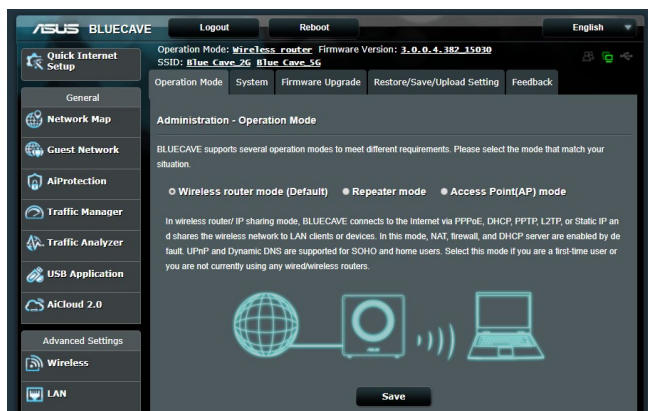 ASUS BLUECAVE Logout Reboot English
Quick Internet
Setup
Operation Mode: Wireless router Firmware Version: 3.0.0.4.382_15030
SSID: Blue Cave_2G Blue Cave_5G
Operation Mode System Firmware Upgrade Restore/Save/Upload Setting Feedback
General
Network Map
Guest Network
AiProtection
Traffic Manager
Traffic Analyzer
USB Application
AiCloud 2.0
Advanced Settings
Wireless
LAN
Administration - Operation Mode
BLUECAVE supports several operation modes to meet different requirements. Please select the mode that match your
situation.
Wireless router mode (Default) Repeater mode Access Point(AP) mode
In wireless router/ IP sharing mode, BLUECAVE connects to the Internet via PPPoE, DHCP, PPTP, L2TP, or Static IP an
d shares the wireless network to LAN clients or devices. In this mode, NAT, firewall, and DHCP server are enabled by de
fault. UPnP and Dynamic DNS are supported for SOHO and home users. Select this mode if you are a first-time user or
you are not currently using any wired/wireless routers.
Save